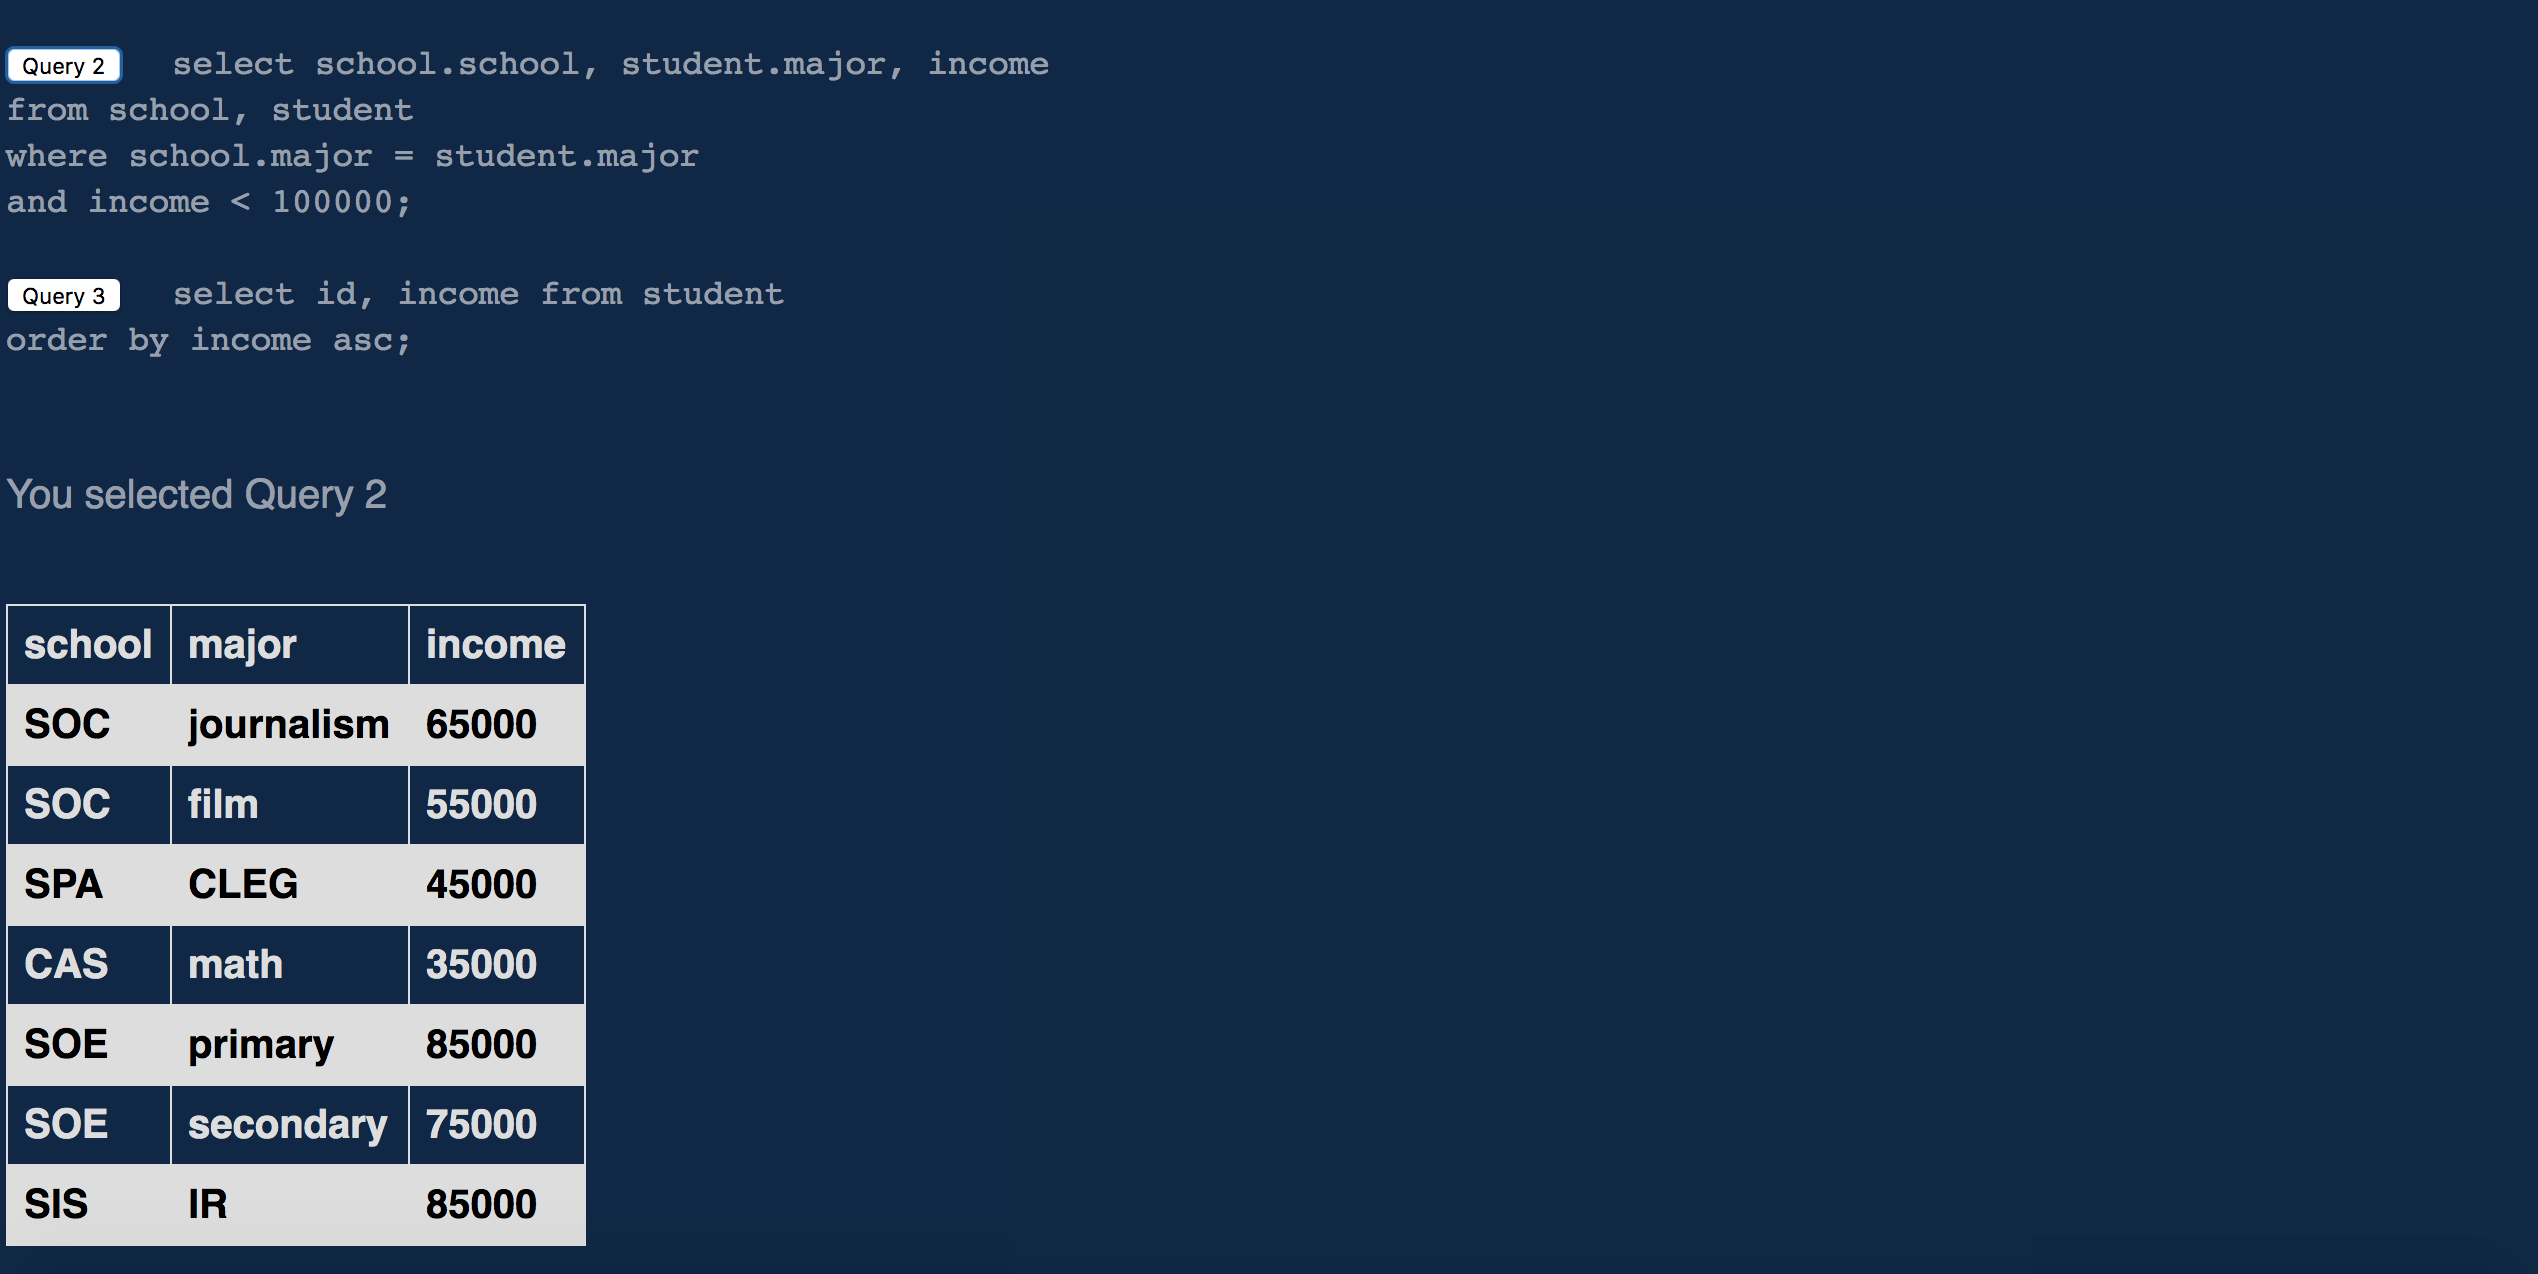 Query 2 select school.school, student.major, income
from school, student
where school.major = student.major
and income < 100000;
Query 3 select id, income from student
order by income asc;
You selected Query 2
school major income
SOC journalism 65000
SOC film 55000
SPA CLEG 45000
CAS math 35000
SOE primary 85000
SOE secondary 75000
SIS IR 85000